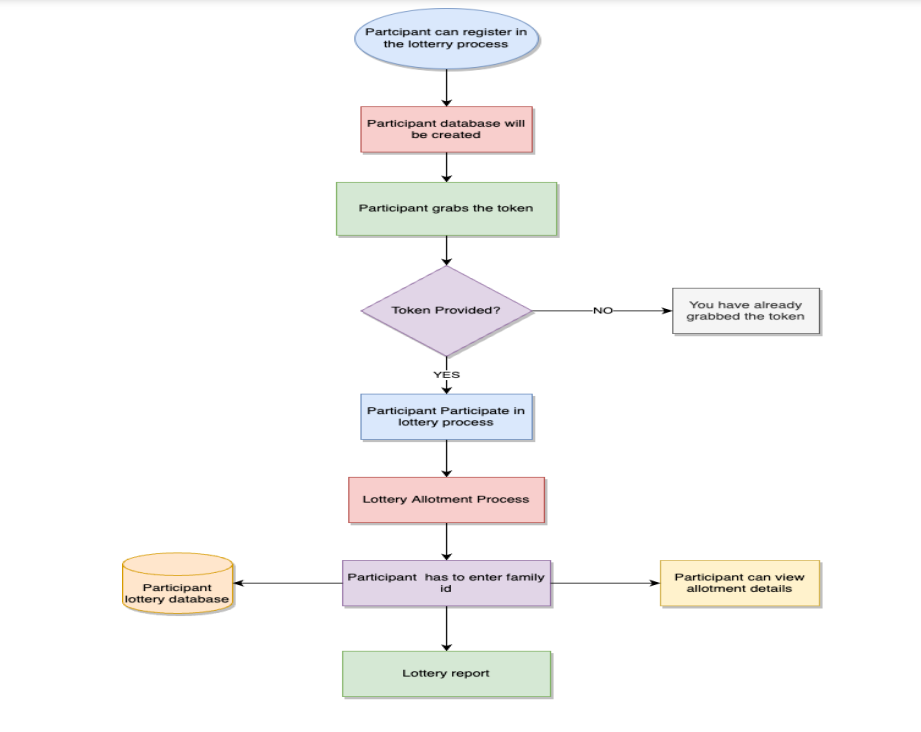 Partcipant can register in
the lotterry process
Participant database will
be created
Participant grabs the token
Token Provided?
NO
You have already
grabbed the token
YES
Participant Participate in
lottery process
Lottery Allotment Process
Participant has to enter family
id
Participant
lottery database
Participant can view
allotment details
Lottery report